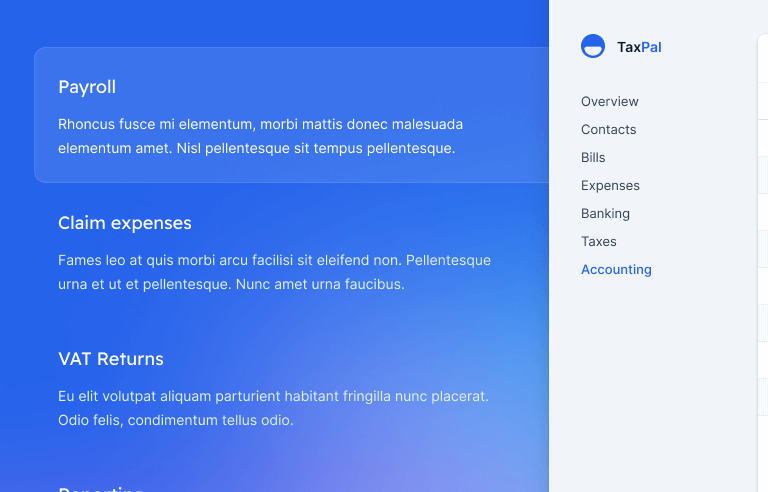 Payroll
Rhoncus fusce mi elementum, morbi mattis donec malesuada
elementum amet. Nisl pellentesque sit tempus pellentesque.
Claim expenses
Fames leo at quis morbi arcu facilisi sit eleifend non. Pellentesque
urna et ut et pellentesque. Nunc amet urna faucibus.
VAT Returns
Eu elit volutpat aliquam parturient habitant fringilla nunc placerat.
Odio felis, condimentum tellus odio.
Reporting
TaxPal
Overview
Contacts
Bills
Expenses
Banking
Taxes
Accounting